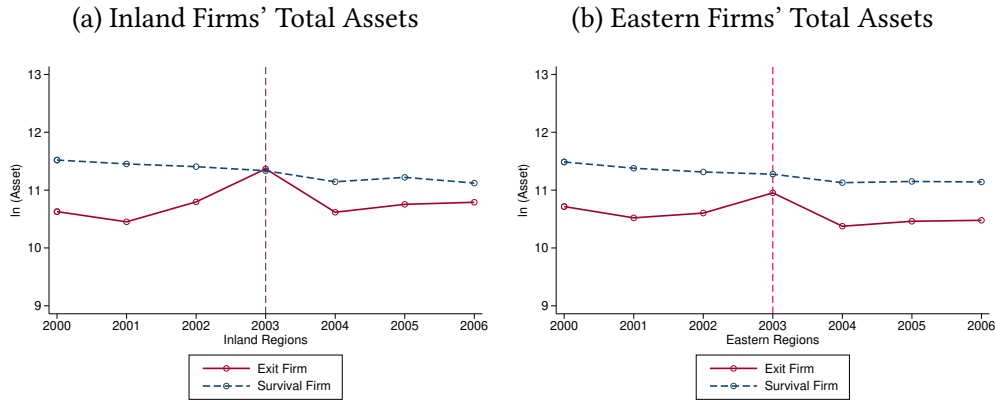 (a) Inland Firms’ Total Assets
13
12
11
10
9
ln (Asset)
2000 2001 2002 2003 2004 2005 2006
Inland Regions
Exit Firm
Survival Firm
(b) Eastern Firms’ Total Assets
13
12
11
10
9
ln (Asset)
2000 2001 2002 2003 2004 2005 2006
Eastern Regions
Exit Firm
Survival Firm